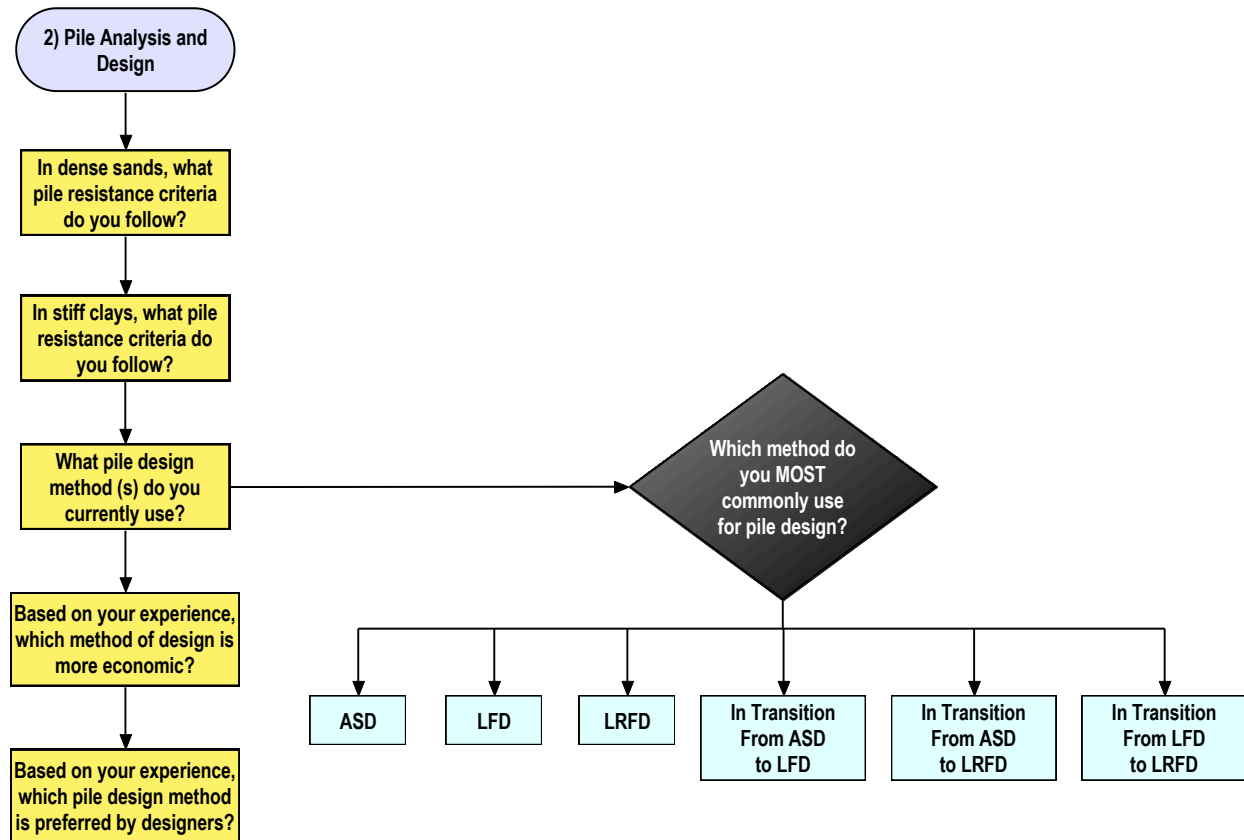 2) Pile Analysis and
Design
In dense sands, what
pile resistance criteria
do you follow?
In stiff clays, what pile
resistance criteria do
you follow?
What pile design
method (s) do you
currently use?
Which method do
you MOST
commonly use
for pile design?
Based on your experience,
which method of design is
more economic?
ASD
LFD
LRFD
In Transition
From ASD
to LFD
In Transition
From ASD
to LRFD
In Transition
From LFD
to LRFD
Based on your experience,
which pile design method
is preferred by designers?